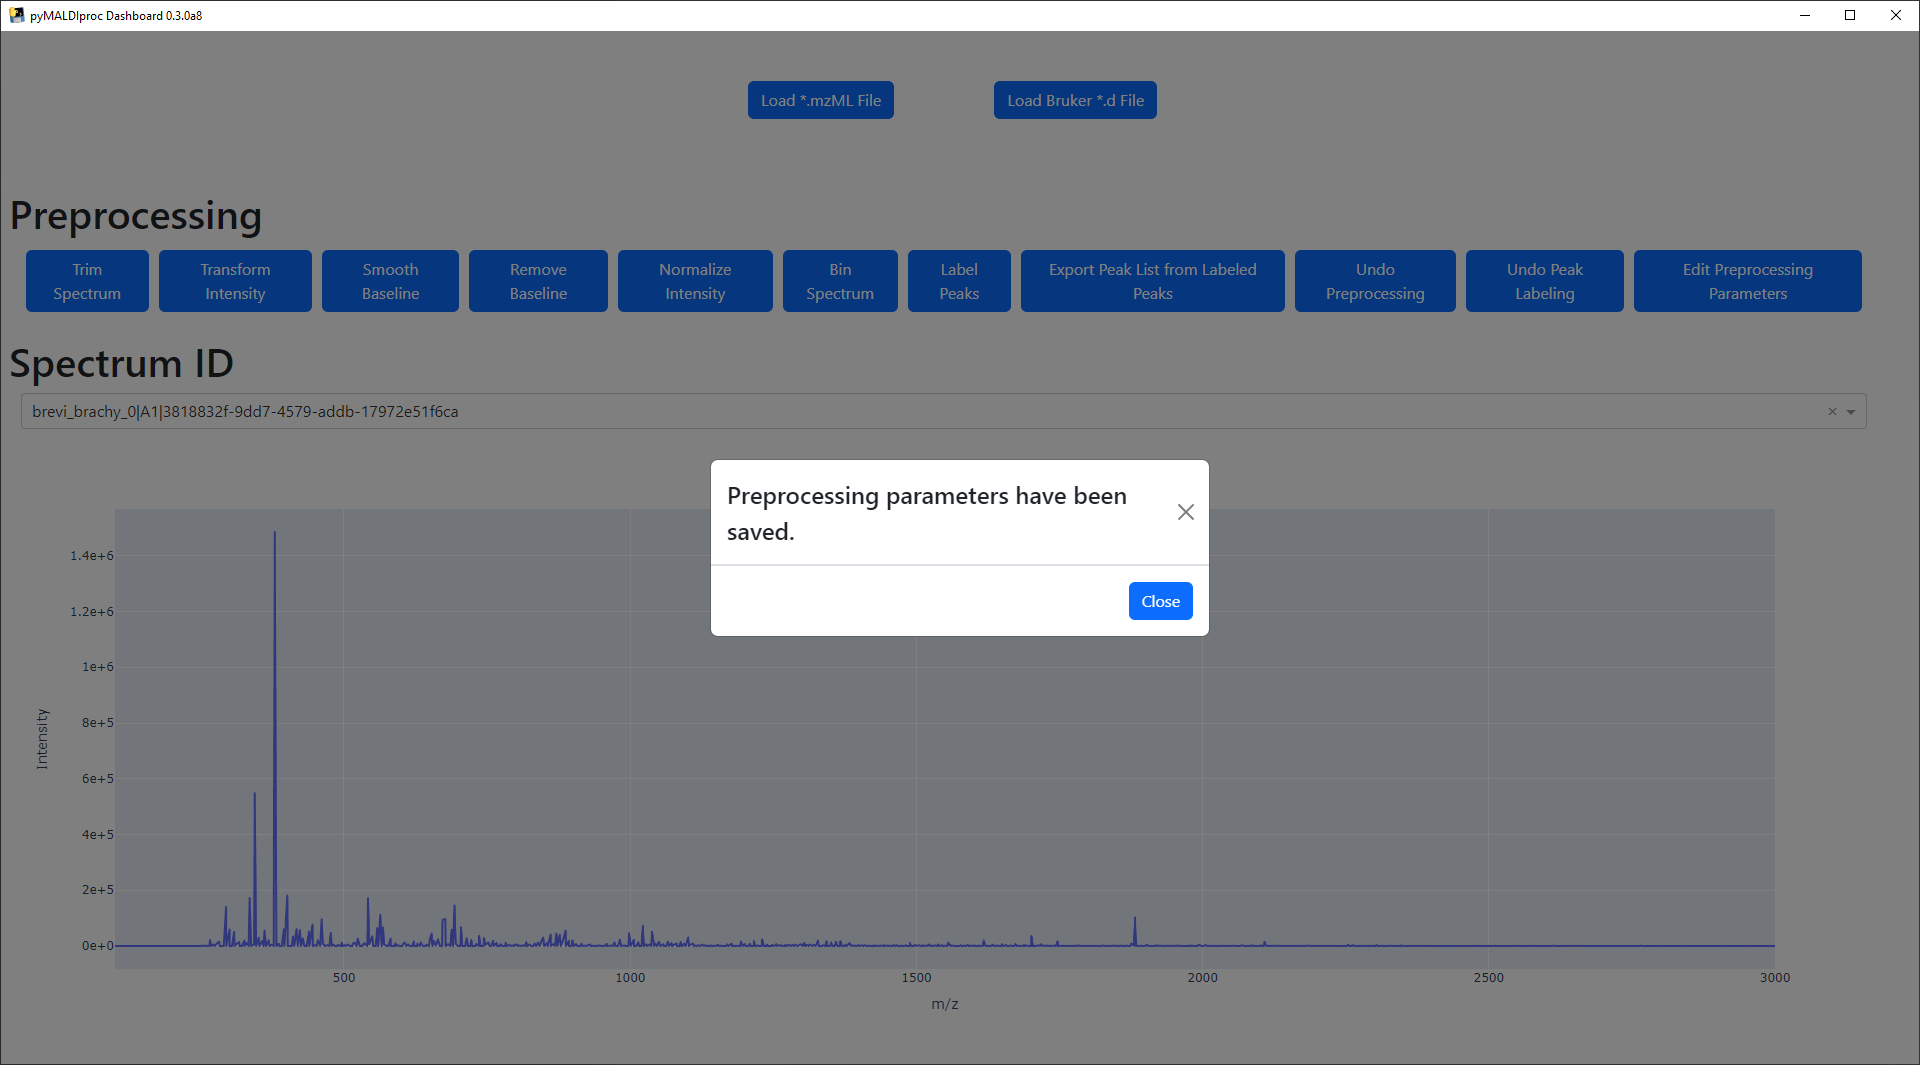 pyMALDIproc Dashboard 0.3.0a8
Load *.mzML File
Load Bruker *.d File
Preprocessing
Trim
Spectrum
Transform
Intensity
Smooth
Baseline
Remove
Baseline
Normalize
Intensity
Bin
Spectrum
Label
Peaks
Export Peak List from Labeled
Peaks
Undo
Preprocessing
Undo Peak
Labeling
Edit Preprocessing
Parameters
Spectrum ID
brevi_brachy_0|A1|3818832f-9dd7-4579-addb-17972e51f6ca
Preprocessing parameters have been
saved.
Close
1.4e+6
1.2e+6
1e+6
8e+5
6e+5
4e+5
2e+5
0e+0
Intensity
500
1000
1500
2000
2500
3000
m/z